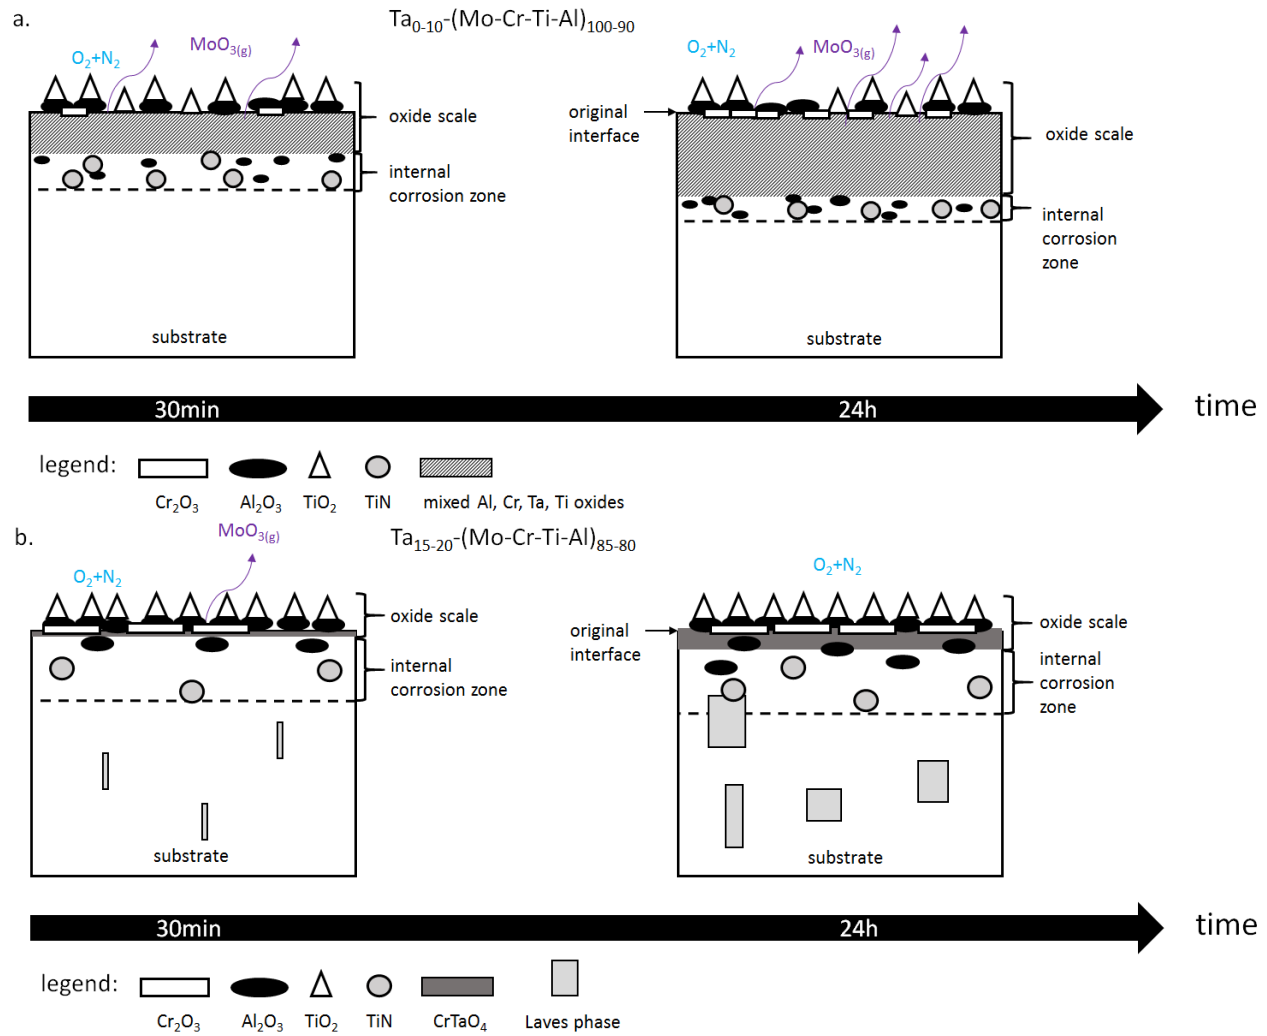 a.
Ta0-10-(Mo-Cr-Ti-Al)100-90
O2+N2
MoO3(g)
oxide scale
internal
corrosion zone
substrate
O2+N2
MoO3(g)
original
interface
oxide scale
internal
corrosion
zone
substrate
30min
24h
time
legend:
Cr2O3
Al2O3
TiO2
TiN
mixed Al, Cr, Ta, Ti oxides
b.
MoO3(g)
Ta15-20-(Mo-Cr-Ti-Al)85-80
O2+N2
oxide scale
internal
corrosion zone
substrate
O2+N2
original
interface
oxide scale
internal
corrosion
zone
substrate
30min
24h
time
legend:
Cr2O3
Al2O3
TiO2
TiN
CrTaO4
Laves phase